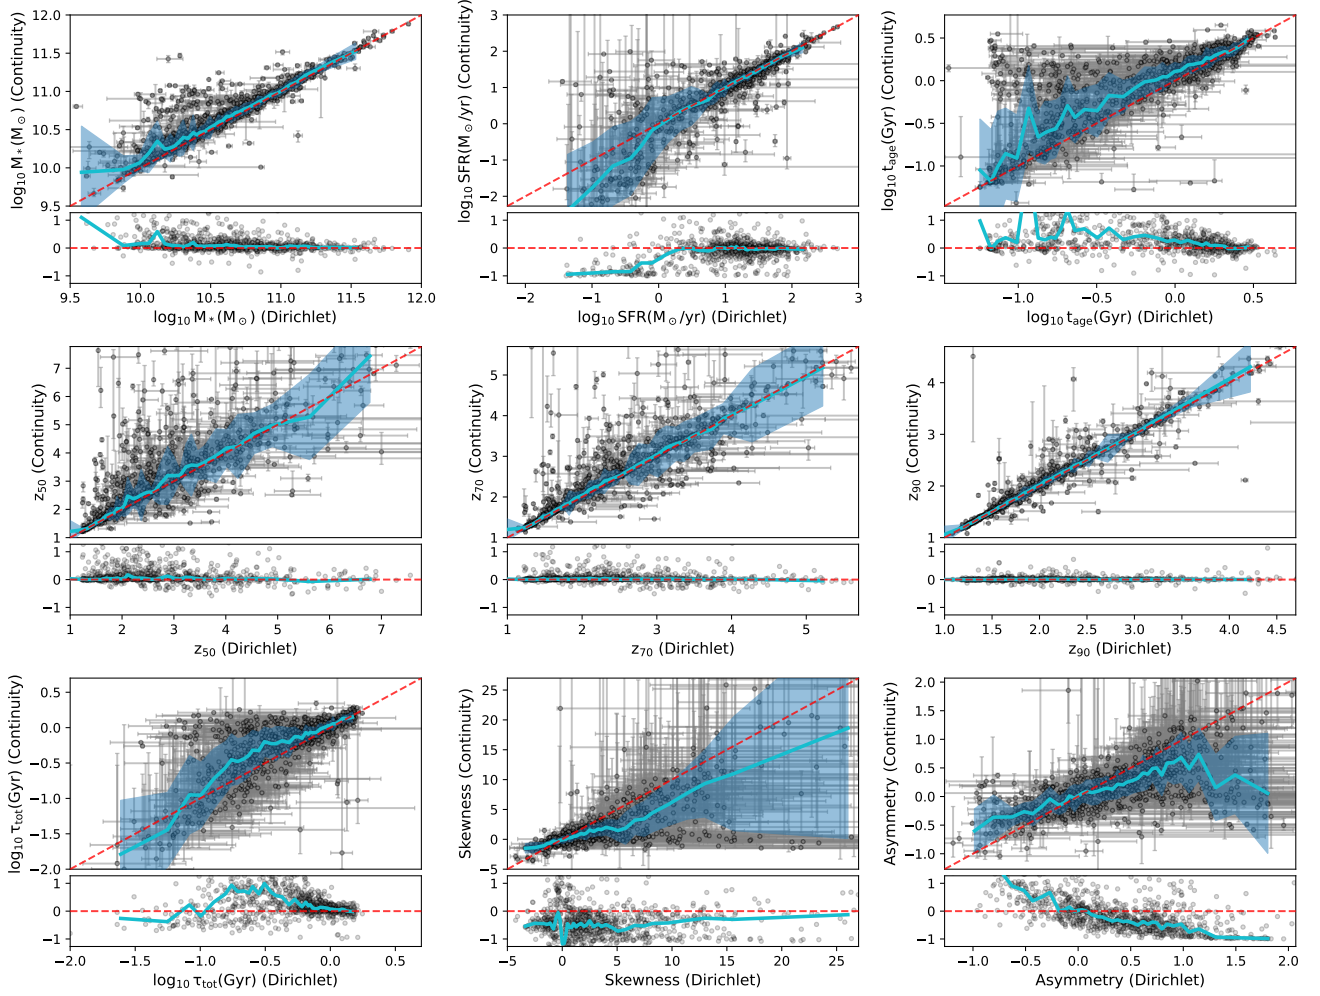 12.0
11.5
11.0
10.5
10.0
9.5
log₁₀ M*(M⊙) (Continuity)
1
0
−1
9.5 10.0 10.5 11.0 11.5 12.0
log₁₀ M*(M⊙) (Dirichlet)
3
2
1
0
−1
−2
log₁₀ SFR(M⊙/yr) (Continuity)
1
0
−1
−2 −1 0 1 2 3
log₁₀ SFR(M⊙/yr) (Dirichlet)
0.5
0.0
−0.5
−1.0
log₁₀ t_age(Gyr) (Continuity)
1
0
−1
−1.0 −0.5 0.0 0.5
log₁₀ t_age(Gyr) (Dirichlet)
7
6
5
4
3
2
1
z₅₀ (Continuity)
1
0
−1
1 2 3 4 5 6 7
z₅₀ (Dirichlet)
5
4
3
2
1
z₇₀ (Continuity)
1
0
−1
1 2 3 4 5
z₇₀ (Dirichlet)
4
3
2
1
z₉₀ (Continuity)
1
0
−1
1.0 1.5 2.0 2.5 3.0 3.5 4.0 4.5
z₉₀ (Dirichlet)
0.5
0.0
−0.5
−1.0
−1.5
−2.0
log₁₀ τ_tot(Gyr) (Continuity)
1
0
−1
−2.0 −1.5 −1.0 −0.5 0.0 0.5
log₁₀ τ_tot(Gyr) (Dirichlet)
25
20
15
10
5
0
−5
Skewness (Continuity)
1
0
−1
−5 0 5 10 15 20 25
Skewness (Dirichlet)
2.0
1.5
1.0
0.5
0.0
−0.5
−1.0
Asymmetry (Continuity)
1
0
−1
−1.0 −0.5 0.0 0.5 1.0 1.5 2.0
Asymmetry (Dirichlet)